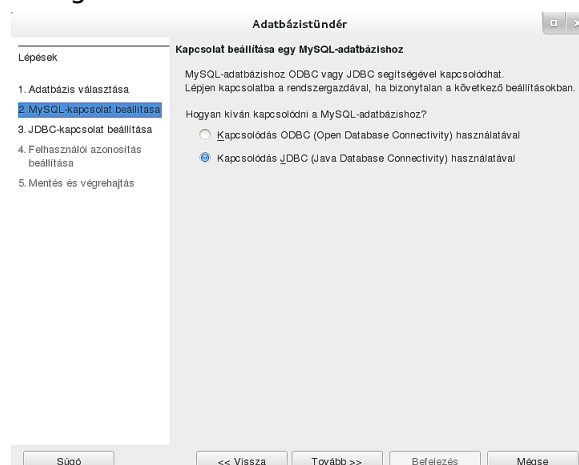 Adatbázistündér
Lépések
1. Adatbázis választása
2. MySQL-kapcsolat beállítása
3. JDBC-kapcsolat beállítása
4. Felhasználói azonosítás
beállítása
5. Mentés és végrehajtás
Kapcsolat beállítása egy MySQL-adatbázishoz
MySQL-adatbázishoz ODBC vagy JDBC segítségével kapcsolódhat.
Lépjen kapcsolatba a rendszergazdával, ha bizonytalan a következő beállításokban.
Hogyan kíván kapcsolódni a MySQL-adatbázishoz?
Kapcsolódás ODBC (Open Database Connectivity) használatával
Kapcsolódás JDBC (Java Database Connectivity) használatával
Súgó
<< Vissza
Tovább >>
Befejezés
Mégse